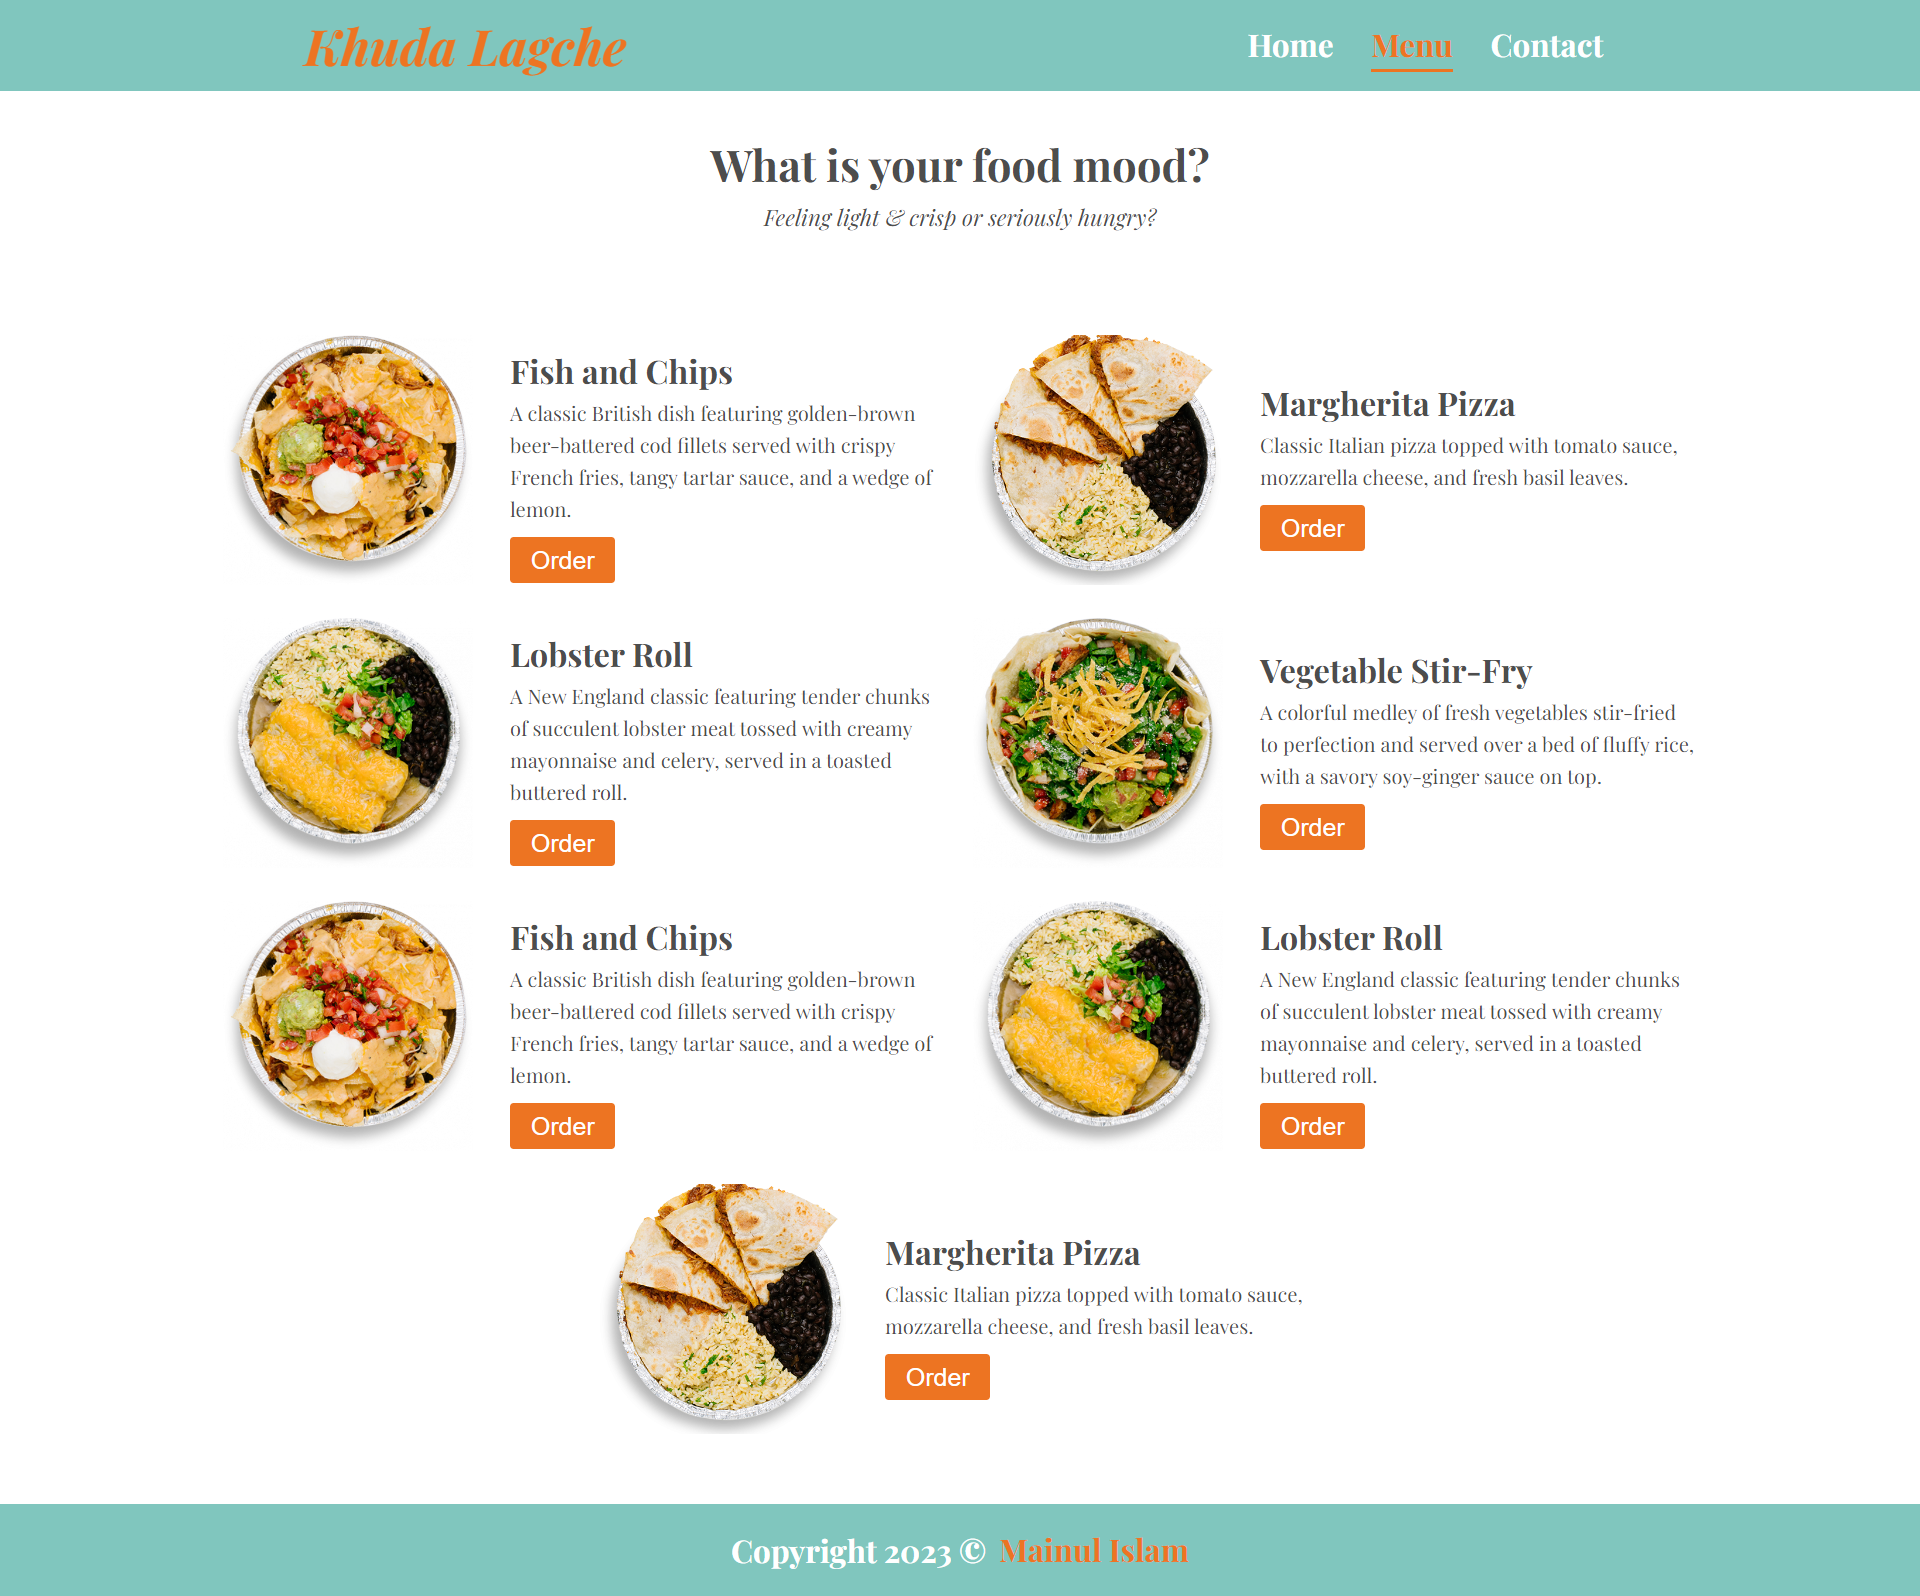 Khuda Lagche
Home Menu Contact
What is your food mood?
Feeling light & crisp or seriously hungry?
Fish and Chips
A classic British dish featuring golden-brown
beer-battered cod fillets served with crispy
French fries, tangy tartar sauce, and a wedge of
lemon.
Order
Margherita Pizza
Classic Italian pizza topped with tomato sauce,
mozzarella cheese, and fresh basil leaves.
Order
Lobster Roll
A New England classic featuring tender chunks
of succulent lobster meat tossed with creamy
mayonnaise and celery, served in a toasted
buttered roll.
Order
Vegetable Stir-Fry
A colorful medley of fresh vegetables stir-fried
to perfection and served over a bed of fluffy rice,
with a savory soy-ginger sauce on top.
Order
Fish and Chips
A classic British dish featuring golden-brown
beer-battered cod fillets served with crispy
French fries, tangy tartar sauce, and a wedge of
lemon.
Order
Lobster Roll
A New England classic featuring tender chunks
of succulent lobster meat tossed with creamy
mayonnaise and celery, served in a toasted
buttered roll.
Order
Margherita Pizza
Classic Italian pizza topped with tomato sauce,
mozzarella cheese, and fresh basil leaves.
Order
Copyright 2023 © Mainul Islam